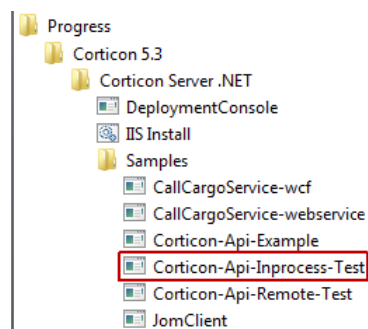 Progress
Corticon 5.3
Corticon Server .NET
DeploymentConsole
IIS Install
Samples
CallCargoService-wcf
CallCargoService-webservice
Corticon-Api-Example
Corticon-Api-Inprocess-Test
Corticon-Api-Remote-Test
JomClient